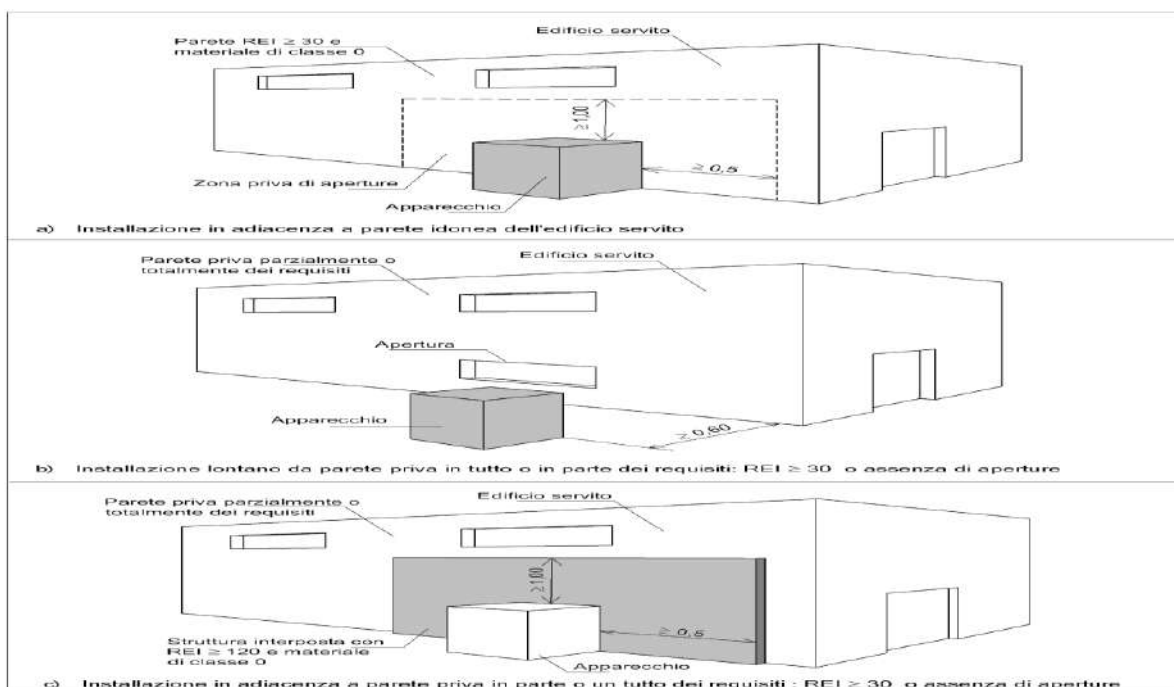 Parete REI ≥ 30 e
materiale di classe 0
Edificio servito
≥1,00
≥ 0,5
Zona priva di aperture
Apparecchio
a) Installazione in adiacenza a parete idonea dell'edificio servito
Parete priva parzialmente o
totalmente dei requisiti
Edificio servito
Apertura
Apparecchio
≥ 0,60
b) Installazione lontano da parete priva in tutto o in parte dei requisiti: REI ≥ 30 o assenza di aperture
Parete priva parzialmente o
totalmente dei requisiti
Edificio servito
≥1,00
≥ 0,5
Struttura interposta con
REI ≥ 120 e materiale
di classe 0
Apparecchio
c) Installazione in adiacenza a parete priva in parte o un tutto dei requisiti : REI ≥ 30 o assenza di aperture